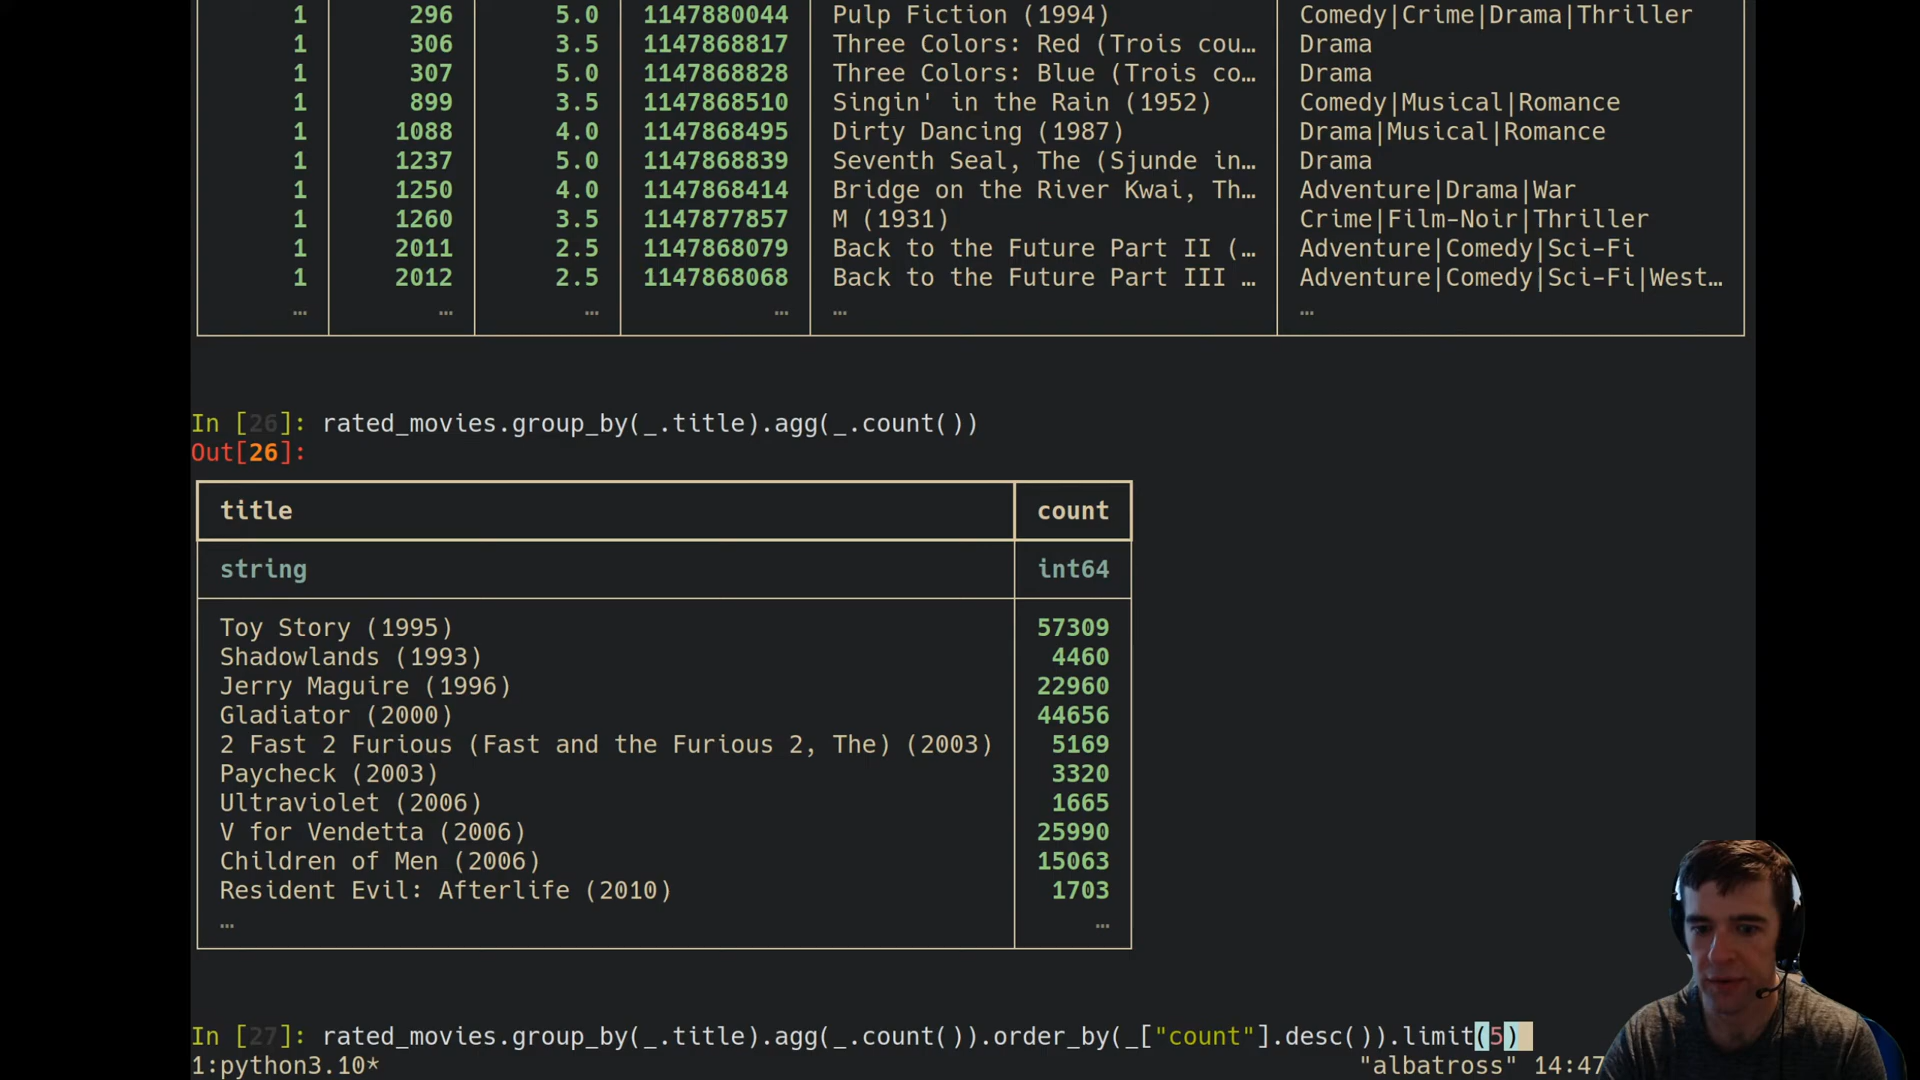 1 296 5.0 1147880044 Pulp Fiction (1994) Comedy|Crime|Drama|Thriller
1 306 3.5 1147868817 Three Colors: Red (Trois cou… Drama
1 307 5.0 1147868828 Three Colors: Blue (Trois co… Drama
1 899 3.5 1147868510 Singin' in the Rain (1952) Comedy|Musical|Romance
1 1088 4.0 1147868495 Dirty Dancing (1987) Drama|Musical|Romance
1 1237 5.0 1147868839 Seventh Seal, The (Sjunde in… Drama
1 1250 4.0 1147868414 Bridge on the River Kwai, Th… Adventure|Drama|War
1 1260 3.5 1147877857 M (1931) Crime|Film-Noir|Thriller
1 2011 2.5 1147868079 Back to the Future Part II (… Adventure|Comedy|Sci-Fi
1 2012 2.5 1147868068 Back to the Future Part III … Adventure|Comedy|Sci-Fi|West…
… … … … … …
In [26]: rated_movies.group_by(_.title).agg(_.count())
Out[26]:
title count
string int64
Toy Story (1995) 57309
Shadowlands (1993) 4460
Jerry Maguire (1996) 22960
Gladiator (2000) 44656
2 Fast 2 Furious (Fast and the Furious 2, The) (2003) 5169
Paycheck (2003) 3320
Ultraviolet (2006) 1665
V for Vendetta (2006) 25990
Children of Men (2006) 15063
Resident Evil: Afterlife (2010) 1703
… …
In [27]: rated_movies.group_by(_.title).agg(_.count()).order_by(_["count"].desc()).limit(5)
1:python3.10* "albatross" 14:47